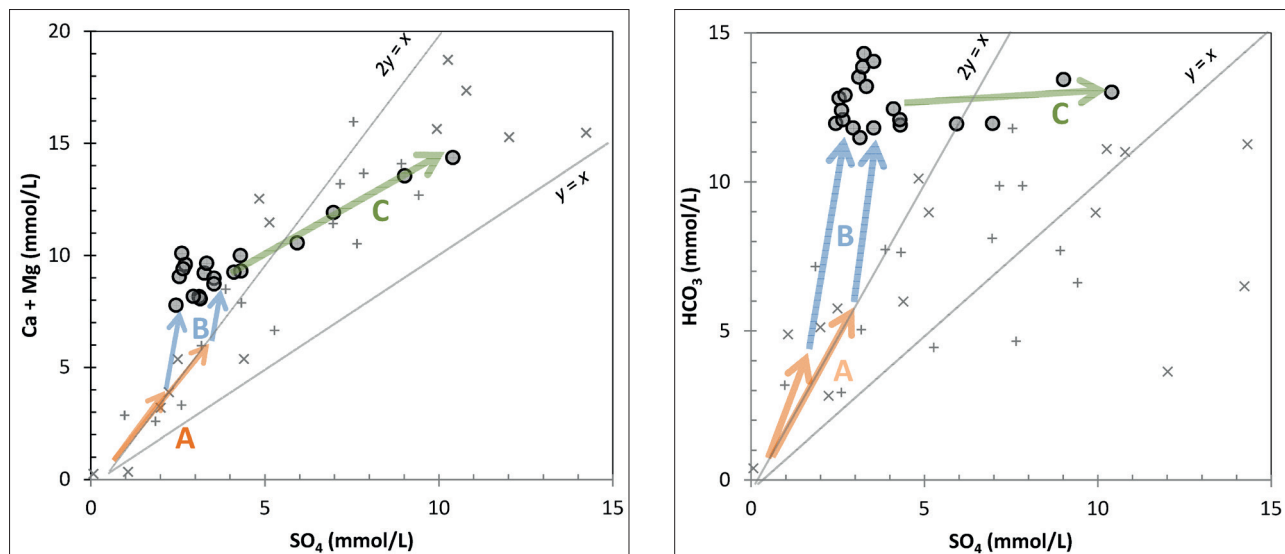 20
15
10
5
0
0
5
10
15
Ca + Mg (mmol/L)
SO₄ (mmol/L)
2y = x
y = x
A
B
C
15
10
5
0
0
5
10
15
HCO₃ (mmol/L)
SO₄ (mmol/L)
2y = x
y = x
A
B
C